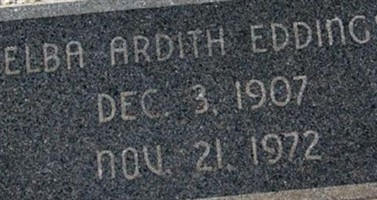 ELBA ARDITH EDDING
DEC. 3, 1907
NOV. 21, 1972